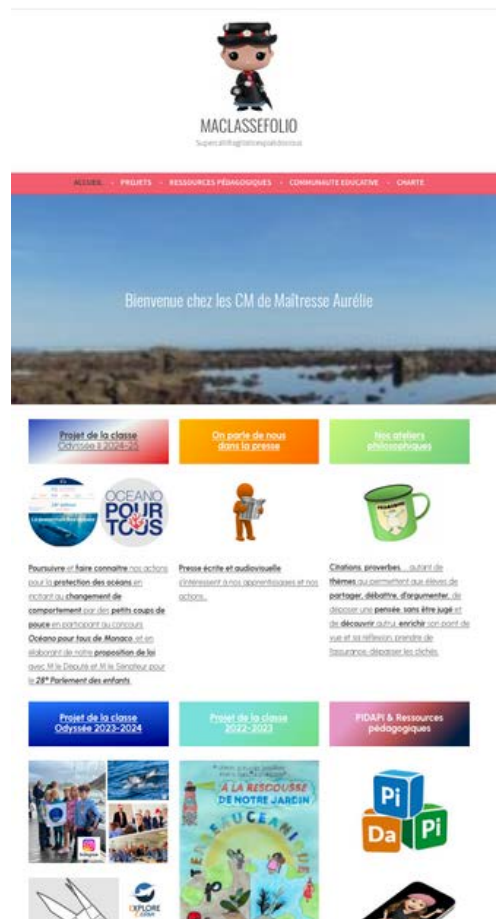 MACLASSEFOLIO
ACCUEIL · PROJETS · RESSOURCES PÉDAGOGIQUES · COMMUNAUTE EDUCATIVE · CHARTE
Bienvenue chez les CM de Maîtresse Aurélie
Projet de la classe
Odyssée II 2024-25
On parle de nous
dans la presse
Nos ateliers
philosophiques
OCEANO
POUR
TOUS
Poursuivre et faire connaitre nos actions
pour la protection des océans en
incitant au changement de
comportement par des petits coups de
pouce en participant au concours
Océano pour tous de Monaco et en
élaborant de notre proposition de loi
avec M le Député et M le Sénateur pour
le 28° Parlement des enfants.
Presse écrite et audiovisuelle
s'intéressent à nos apprentissages et nos
actions...
Citations, proverbes ... autant de
thèmes qui permettent aux élèves de
partager, débattre, d'argumenter, de
déposer une pensée sans être jugé et
de découvrir autrui, enrichir son point de
vue et sa réflexion, prendre de
l'assurance, dépasser les clichés.
Projet de la classe
Odyssée 2023-2024
Projet de la classe
2022-2023
PIDAPI & Ressources
pédagogiques
Instagram
À LA RESCOUSSE
DE NOTRE JARDIN
Pi
Da
Pi
EXPLORE